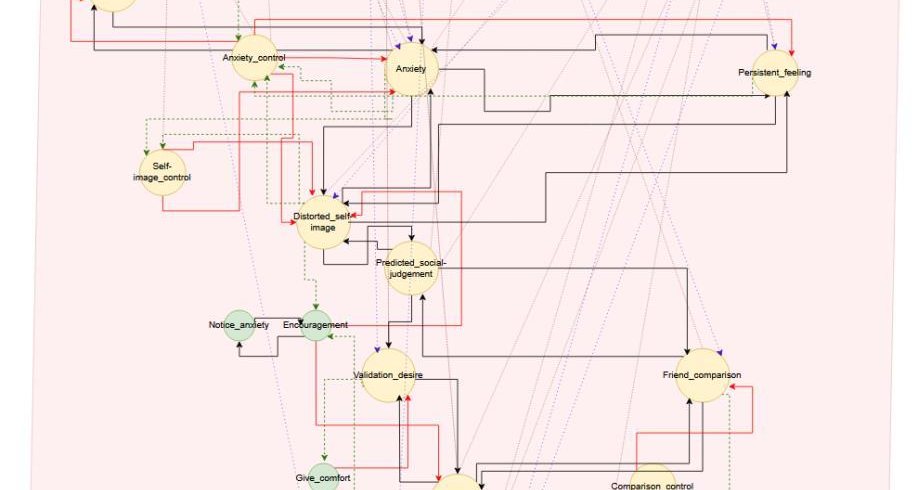 Anxiety_control
Anxiety
Persistent_feeling
Self-
image_control
Distorted_self-
image
Predicted_social-
judgement
Notice_anxiety
Encouragement
Validation_desire
Friend_comparison
Give_comfort
Comparison_control